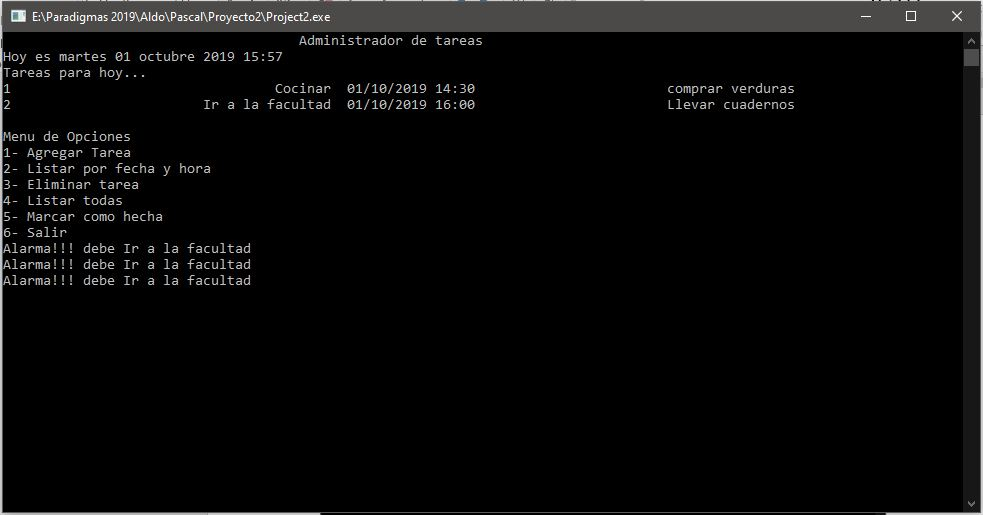 E:\Paradigmas 2019\Aldo\Pascal\Proyecto2\Project2.exe
Administrador de tareas
Hoy es martes 01 octubre 2019 15:57
Tareas para hoy...
1 Cocinar 01/10/2019 14:30 comprar verduras
2 Ir a la facultad 01/10/2019 16:00 Llevar cuadernos
Menu de Opciones
1- Agregar Tarea
2- Listar por fecha y hora
3- Eliminar tarea
4- Listar todas
5- Marcar como hecha
6- Salir
Alarma!!! debe Ir a la facultad
Alarma!!! debe Ir a la facultad
Alarma!!! debe Ir a la facultad